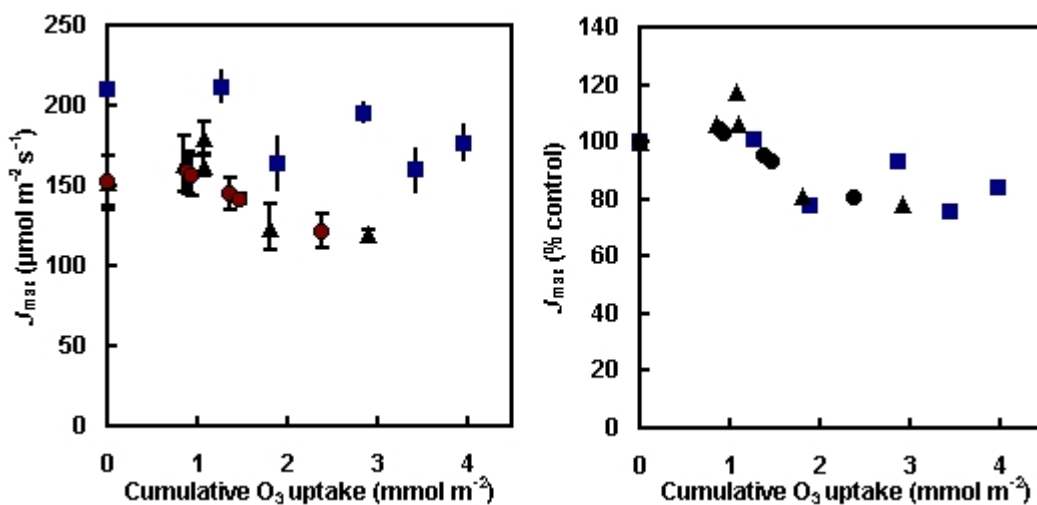 250
200
150
100
50
0
J_max (µmol m⁻² s⁻¹)
0 1 2 3 4
Cumulative O₃ uptake (mmol m⁻²)
140
120
100
80
60
40
20
0
J_max (% control)
0 1 2 3 4
Cumulative O₃ uptake (mmol m⁻²)